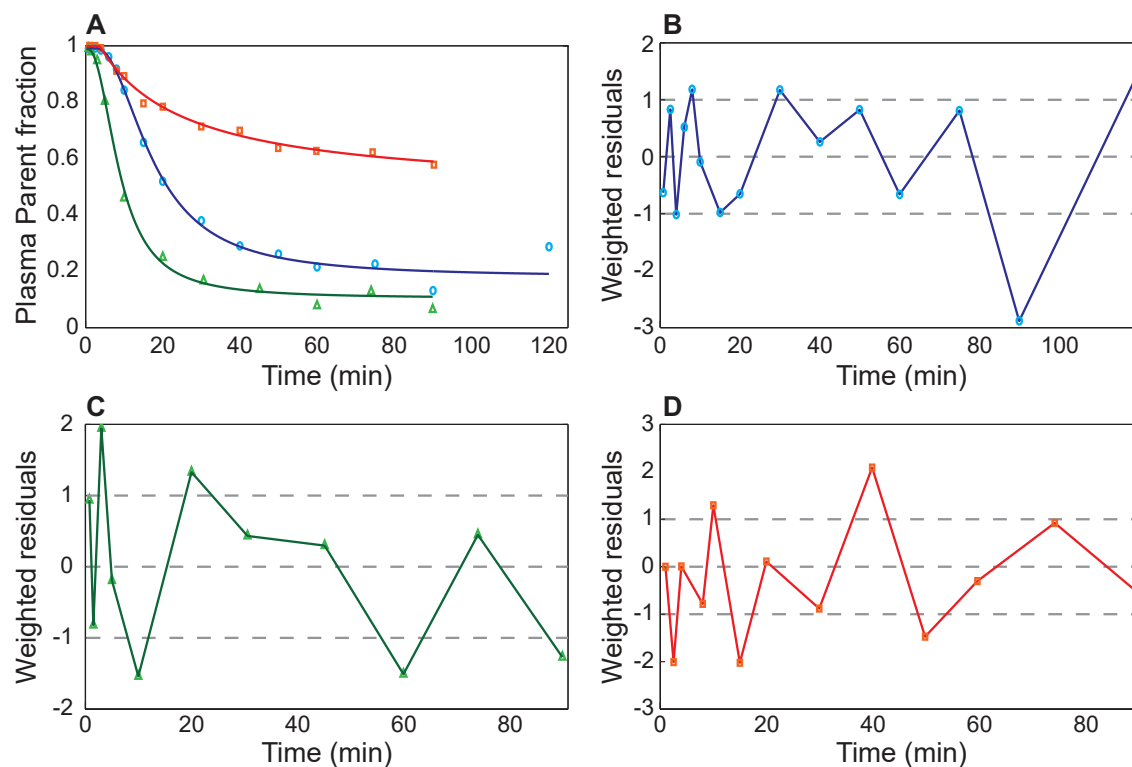 A
Plasma Parent fraction
1
0.8
0.6
0.4
0.2
0
0 20 40 60 80 100 120
Time (min)
B
Weighted residuals
2
1
0
-1
-2
-3
0 20 40 60 80 100
Time (min)
C
Weighted residuals
2
1
0
-1
-2
0 20 40 60 80
Time (min)
D
Weighted residuals
3
2
1
0
-1
-2
-3
0 20 40 60 80
Time (min)